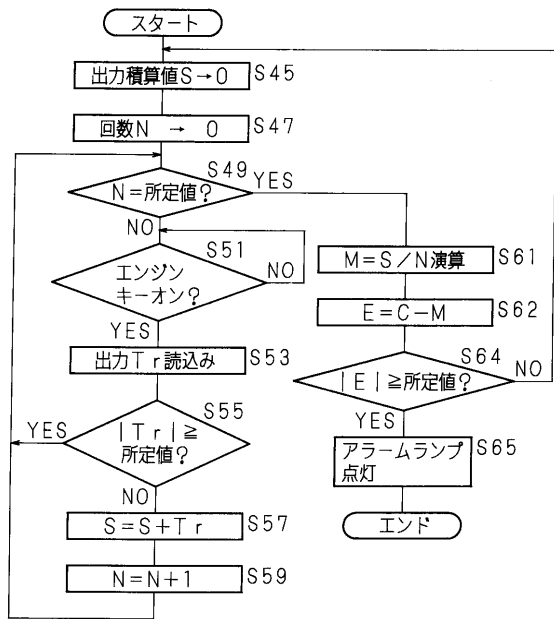 スタート
出力積算値S→0 S45
回数N → 0 S47
S49
N=所定値? YES
NO
S51
エンジン
キーオン? NO
YES
出力Tr読込み S53
S55
YES |Tr|≧
所定値?
NO
S=S+Tr S57
N=N+1 S59
M=S/N演算 S61
E=C-M S62
S64
|E|≧所定値? NO
YES
アラームランプ S65
点灯
エンド